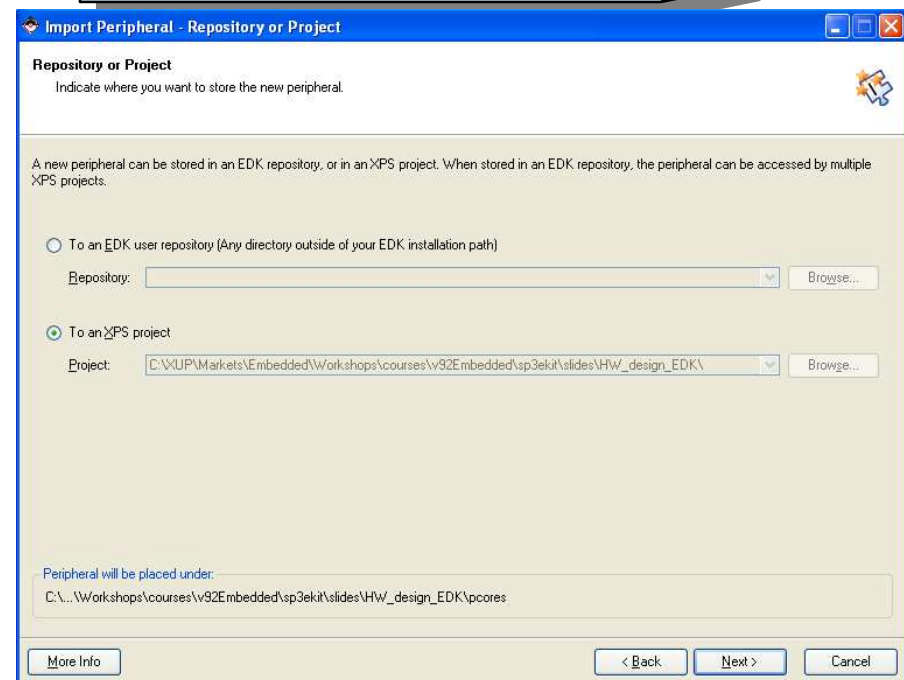 Import Peripheral - Repository or Project
Repository or Project
Indicate where you want to store the new peripheral.
A new peripheral can be stored in an EDK repository, or in an XPS project. When stored in an EDK repository, the peripheral can be accessed by multiple
XPS projects.
To an EDK user repository (Any directory outside of your EDK installation path)
Repository:
Browse...
To an XPS project
Project:
C:\XUP\Markets\Embedded\Workshops\courses\v92Embedded\sp3ekit\slides\HW_design_EDK\
Browse...
Peripheral will be placed under:
C:\...\Workshops\courses\v92Embedded\sp3ekit\slides\HW_design_EDK\pcores
More Info
< Back
Next >
Cancel